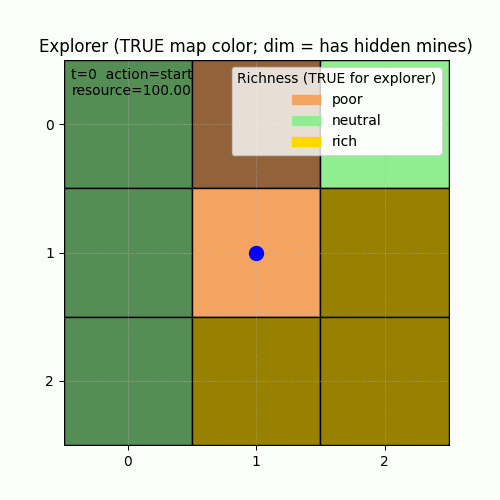 Explorer (TRUE map color; dim = has hidden mines)
t=0  action=start
resource=100.00
Richness (TRUE for explorer)
poor
neutral
rich
0
1
2
0
1
2